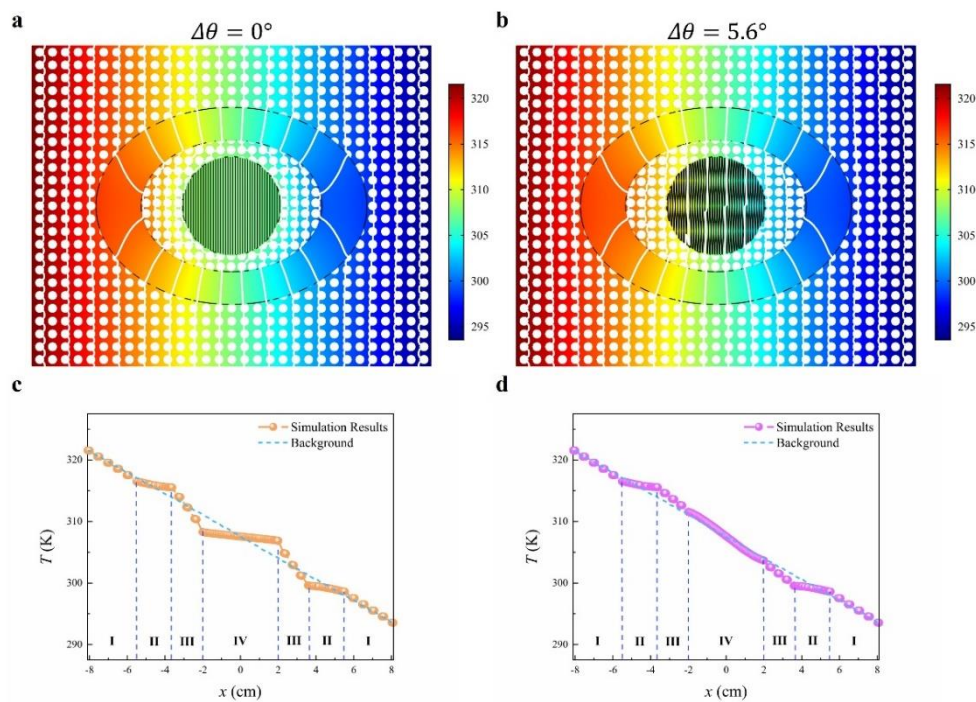 a
Δθ = 0°
320
315
310
305
300
295
b
Δθ = 5.6°
320
315
310
305
300
295
c
Simulation Results
Background
T (K)
320
310
300
290
I II III IV III II I
-8 -6 -4 -2 0 2 4 6 8
x (cm)
d
Simulation Results
Background
T (K)
320
310
300
290
I II III IV III II I
-8 -6 -4 -2 0 2 4 6 8
x (cm)